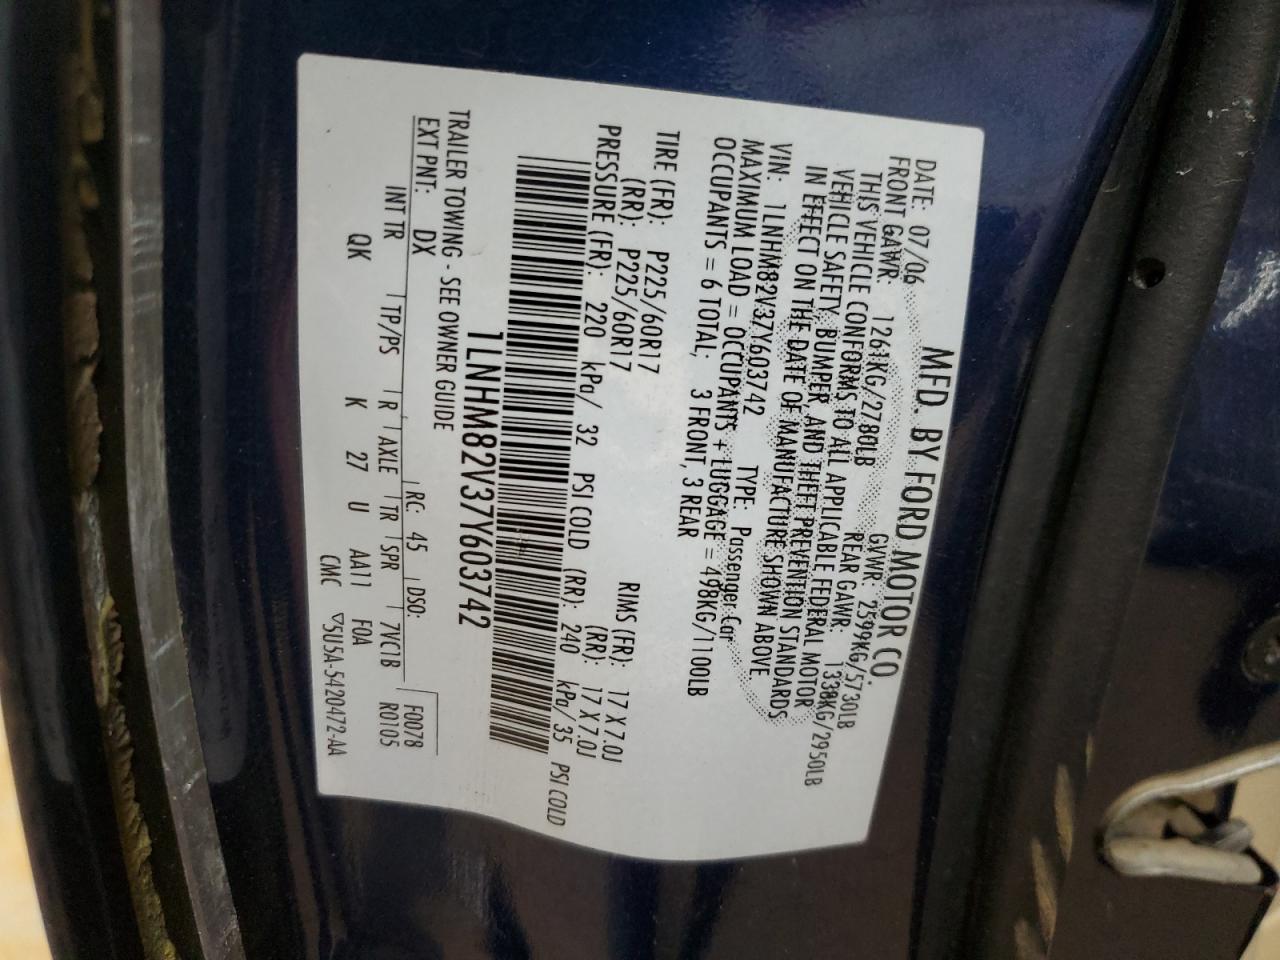 MFD. BY FORD MOTOR CO.
DATE: 07/06 GVWR: 2599KG/5730LB
FRONT GAWR: 1261KG/2780LB REAR GAWR: 1338KG/2950LB
THIS VEHICLE CONFORMS TO ALL APPLICABLE FEDERAL MOTOR
VEHICLE SAFETY, BUMPER, AND THEFT PREVENTION STANDARDS
IN EFFECT ON THE DATE OF MANUFACTURE SHOWN ABOVE.
VIN: 1LNHM82V37Y603742 TYPE: Passenger Car
MAXIMUM LOAD = OCCUPANTS + LUGGAGE = 498KG/1100LB
OCCUPANTS = 6 TOTAL; 3 FRONT, 3 REAR
TIRE (FR): P225/60R17 RIMS (FR): 17 X 7.0J
(RR): P225/60R17 (RR): 17 X 7.0J
PRESSURE (FR): 220 kPa/ 32 PSI COLD (RR): 240 kPa/ 35 PSI COLD
1LNHM82V37Y603742
TRAILER TOWING - SEE OWNER GUIDE
EXT PNT: DX RC: 45 DSO: F0078
R0105
INT TR TP/PS R AXLE TR SPR 7VC1B
QK K 27 U AA11 F0A
CMC ▽5U5A-5420472-AA